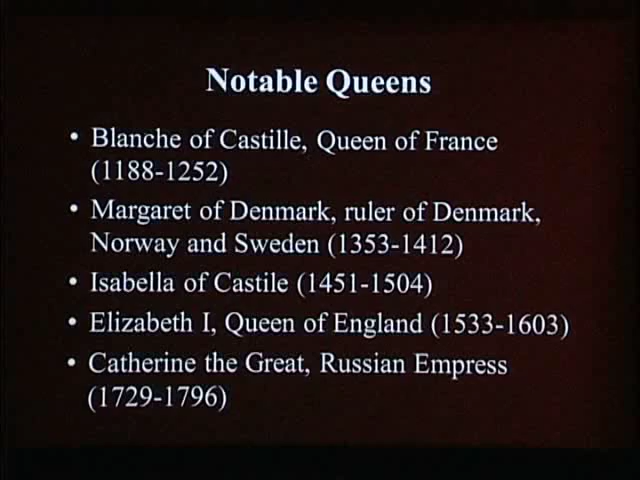 Notable Queens
• Blanche of Castille, Queen of France
(1188-1252)
• Margaret of Denmark, ruler of Denmark,
Norway and Sweden (1353-1412)
• Isabella of Castile (1451-1504)
• Elizabeth I, Queen of England (1533-1603)
• Catherine the Great, Russian Empress
(1729-1796)